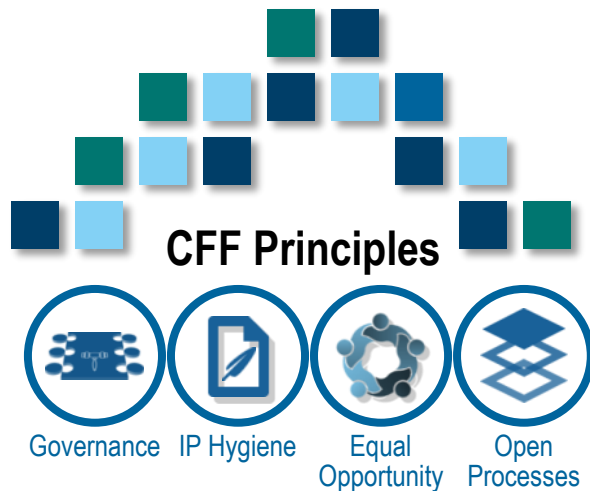 CFF Principles
Governance IP Hygiene Equal Open
Opportunity Processes